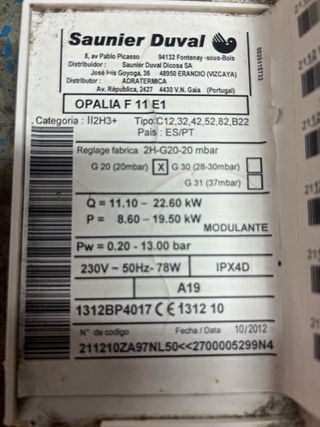 Saunier Duval
8, av Pablo Picasso 94132 Fontenay -sous-Bois
Distribuidor : Saunier Duval Dicosa SA
José Inis Goyoga, 36 48950 ERANDIO (VIZCAYA)
Distributor : ADRATERMICA
Av. Républica, 2427 4430 V.N. Gaia (Portugal)
OPALIA F 11 E1
Categoria : II2H3+ Tipo:C12,32,42,52,82,B22
Pais : ES/PT
Reglage fabrica 2H-G20-20 mbar
G 20 (20mbar) X G 30 (28-30mbar)
G 31 (37mbar)
Q = 11.10 - 22.60 kW
P = 8.60 - 19.50 kW
MODULANTE
Pw = 0.20 - 13.00 bar
230V ~ 50Hz- 78W IPX4D
A19
1312BP4017 CE 1312 10
N° de codigo Fecha / Data 10/2012
211210ZA97NL50<<2700005299N4